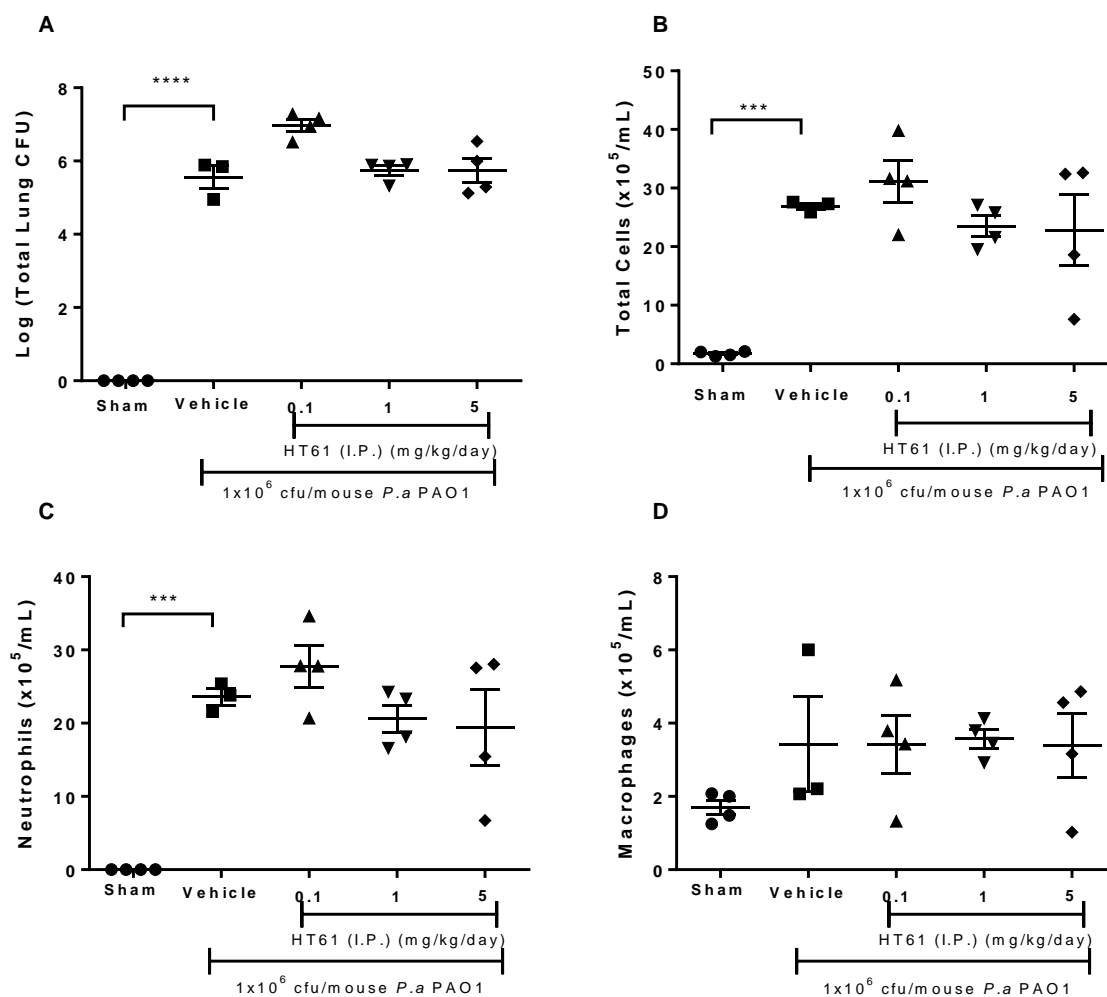 A
Log (Total Lung CFU)
8
6
4
2
0
****
Sham
Vehicle
0.1
1
5
HT61 (I.P.) (mg/kg/day)
1x10⁶ cfu/mouse P.a PAO1
B
Total Cells (x10⁵/mL)
50
40
30
20
10
0
***
Sham
Vehicle
0.1
1
5
HT61 (I.P.) (mg/kg/day)
1x10⁶ cfu/mouse P.a PAO1
C
Neutrophils (x10⁵/mL)
40
30
20
10
0
***
Sham
Vehicle
0.1
1
5
HT61 (I.P.) (mg/kg/day)
1x10⁶ cfu/mouse P.a PAO1
D
Macrophages (x10⁵/mL)
8
6
4
2
0
Sham
Vehicle
0.1
1
5
HT61 (I.P.) (mg/kg/day)
1x10⁶ cfu/mouse P.a PAO1